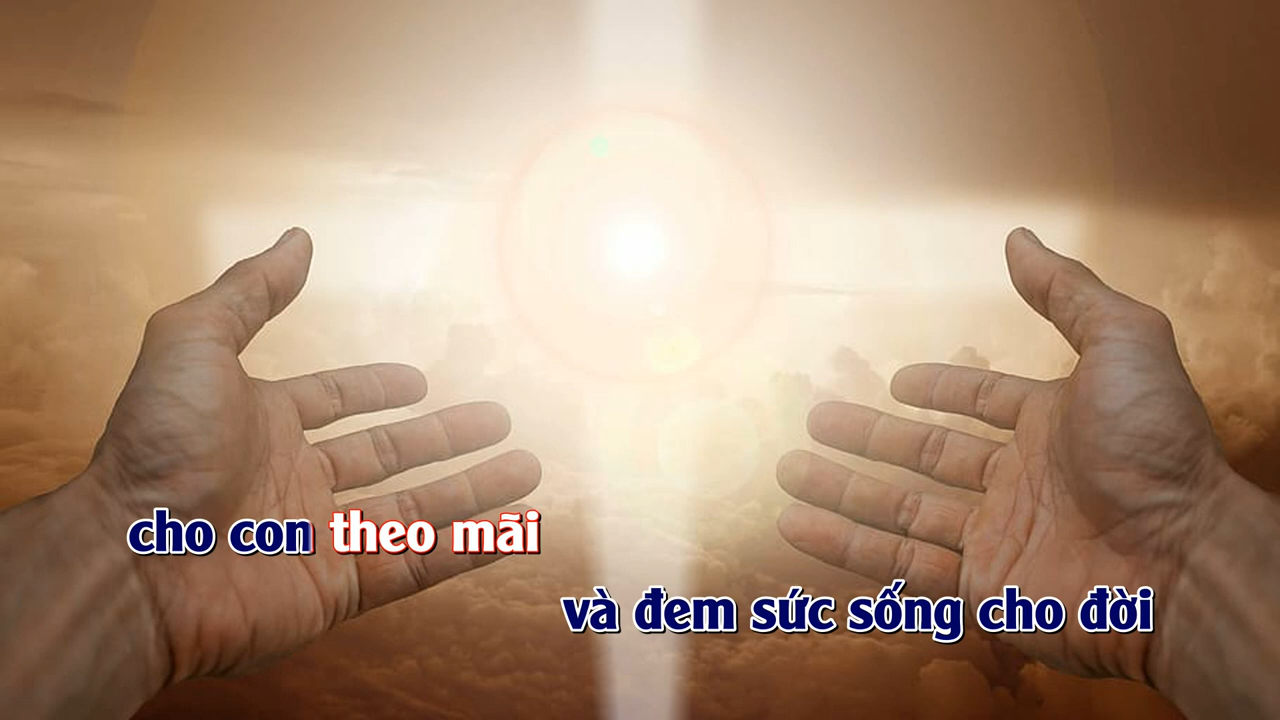 cho con theo mãi
và đem sức sống cho đời